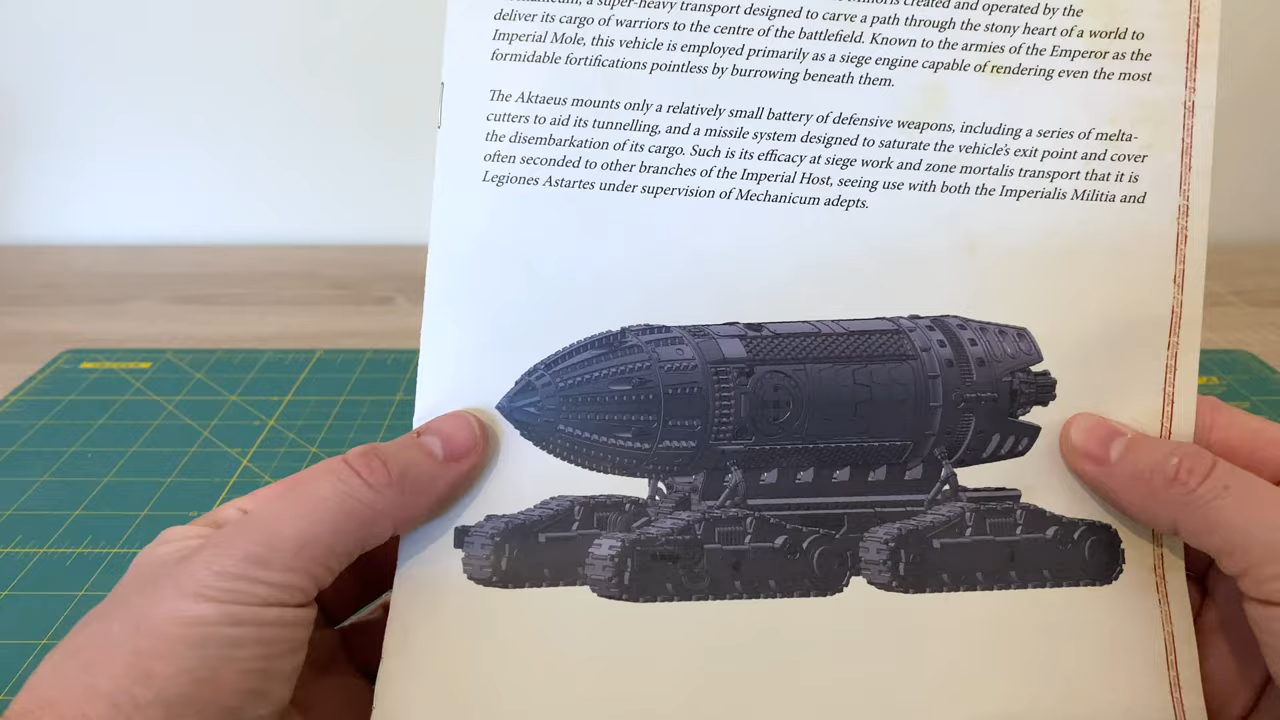 created and operated by the
a super-heavy transport designed to carve a path through the stony heart of a world to
deliver its cargo of warriors to the centre of the battlefield. Known to the armies of the Emperor as the
Imperial Mole, this vehicle is employed primarily as a siege engine capable of rendering even the most
formidable fortifications pointless by burrowing beneath them.
The Aktaeus mounts only a relatively small battery of defensive weapons, including a series of melta-
cutters to aid its tunnelling, and a missile system designed to saturate the vehicle's exit point and cover
the disembarkation of its cargo. Such is its efficacy at siege work and zone mortalis transport that it is
often seconded to other branches of the Imperial Host, seeing use with both the Imperialis Militia and
Legiones Astartes under supervision of Mechanicum adepts.